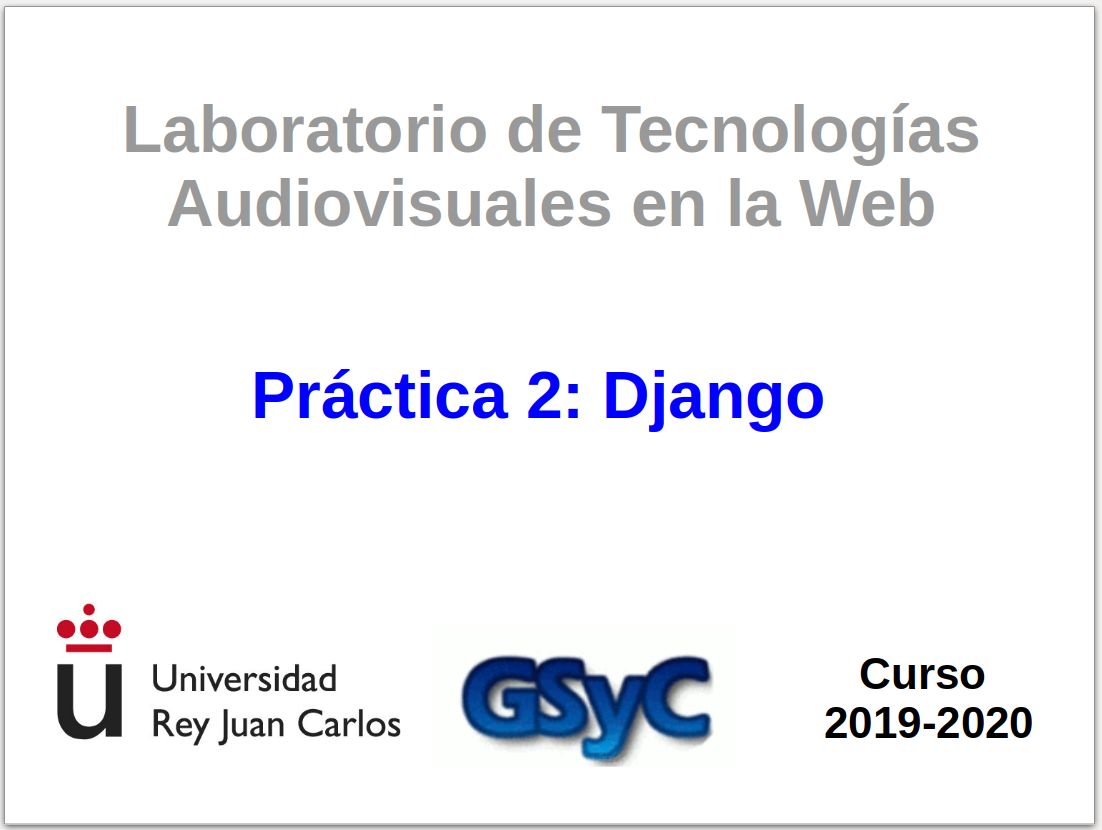 Laboratorio de Tecnologías
Audiovisuales en la Web
Práctica 2: Django
Universidad
Rey Juan Carlos
GSyC
Curso
2019-2020